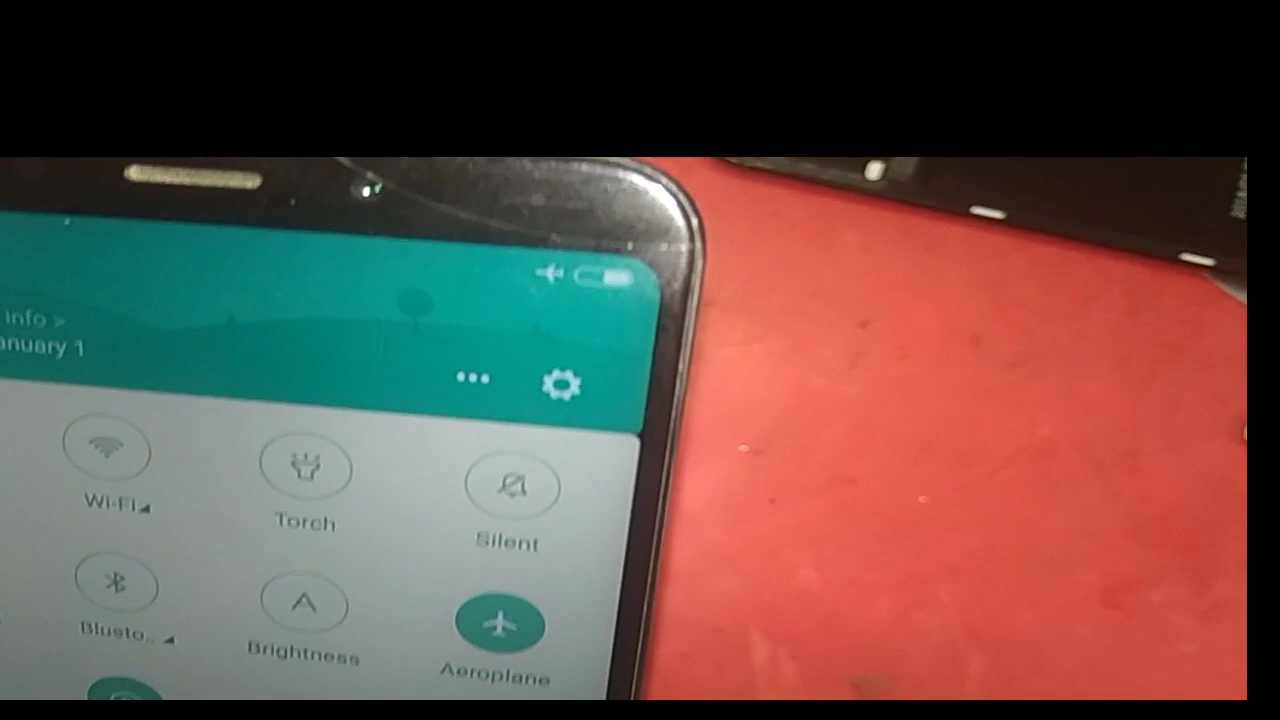 info >
anuary 1
Wi-Fi
Torch
Silent
Blueto..
Brightness
Aeroplane